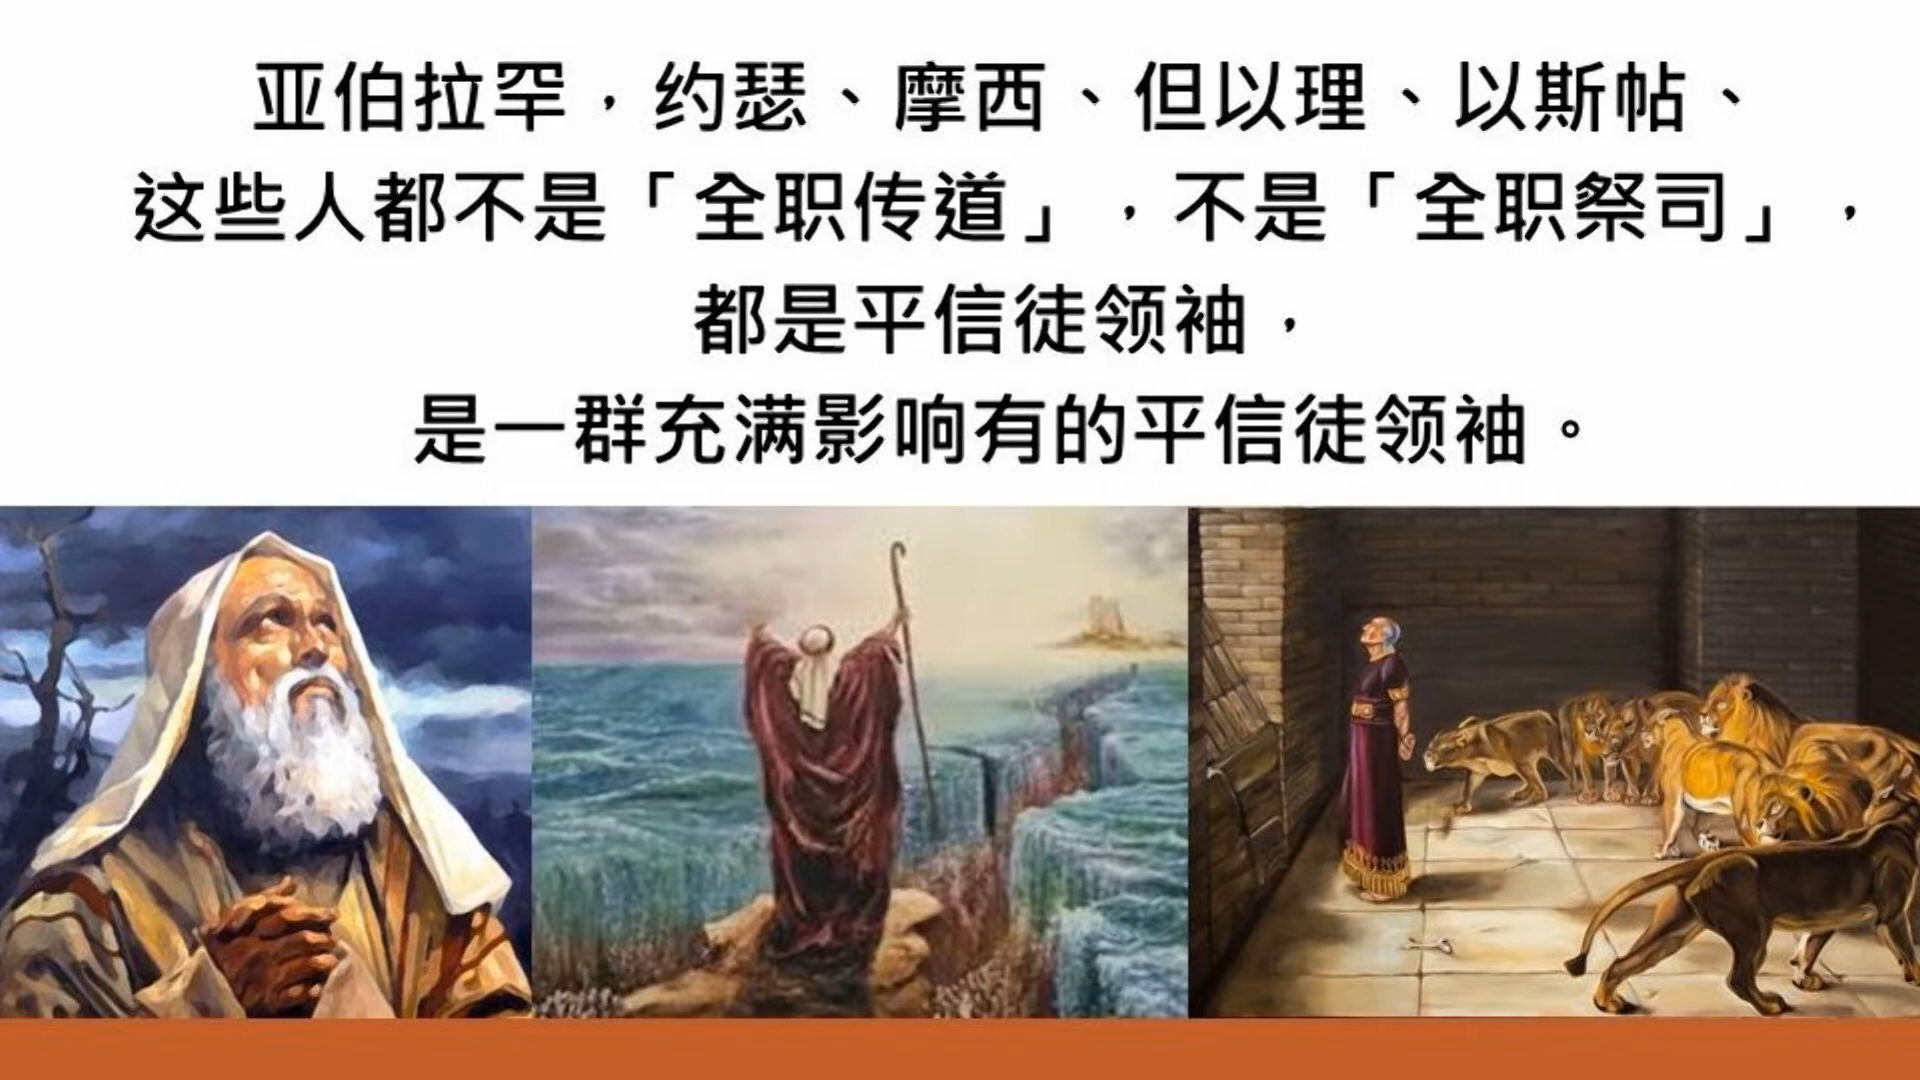 亚伯拉罕，约瑟、摩西、但以理、以斯帖、
这些人都不是「全职传道」，不是「全职祭司」，
都是平信徒领袖，
是一群充满影响有的平信徒领袖。